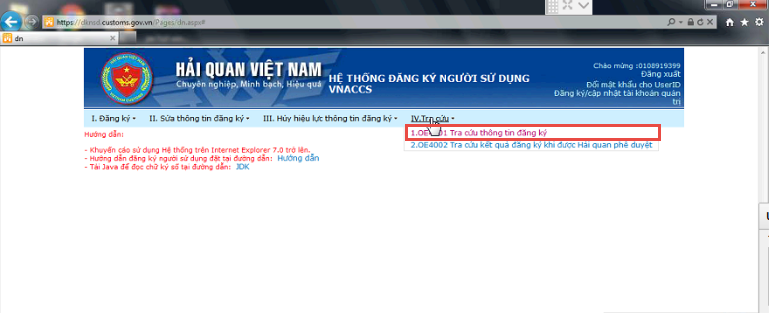 https://dknsd.customs.gov.vn/Pages/dn.aspx#
dn
HẢI QUAN VIỆT NAM
Chuyên nghiệp, Minh bạch, Hiệu quả
HỆ THỐNG ĐĂNG KÝ NGƯỜI SỬ DỤNG
VNACCS
Chào mừng :0108919399
Đăng xuất
Đổi mật khẩu cho UserID
Đăng ký/cập nhật tài khoản quản
trị
I. Đăng ký
II. Sửa thông tin đăng ký
III. Hủy hiệu lực thông tin đăng ký
IV.Tra cứu
1.OE4001 Tra cứu thông tin đăng ký
2.OE4002 Tra cứu kết quả đăng ký khi được Hải quan phê duyệt
Hướng dẫn:
- Khuyến cáo sử dụng Hệ thống trên Internet Explorer 7.0 trở lên.
- Hướng dẫn đăng ký người sử dụng đặt tại đường dẫn: Hướng dẫn
- Tải Java để đọc chữ ký số tại đường dẫn: JDK